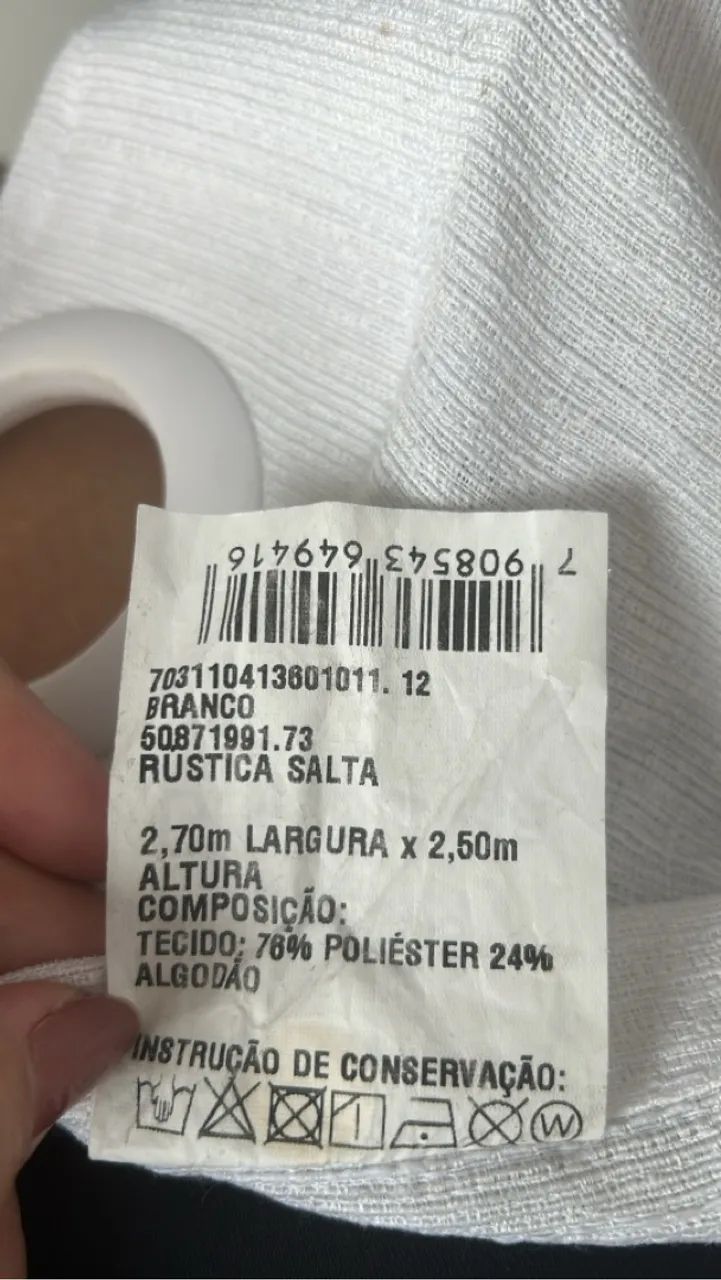 7 908543 649416
703110413601011. 12
BRANCO
50871991.73
RUSTICA SALTA
2,70m LARGURA x 2,50m
ALTURA
COMPOSIÇÃO:
TECIDO: 76% POLIÉSTER 24%
ALGODÃO
INSTRUÇÃO DE CONSERVAÇÃO:
W